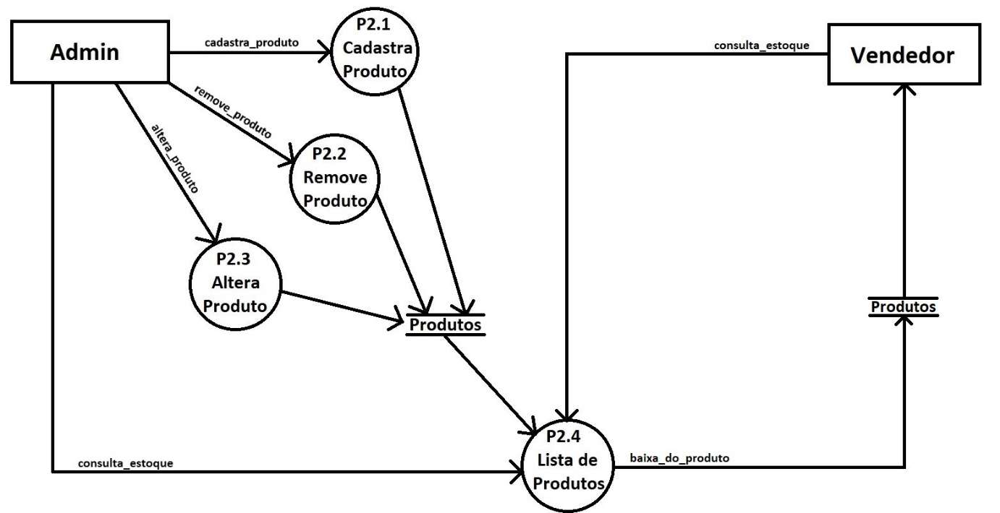 Admin
cadastra_produto
P2.1
Cadastra
Produto
consulta_estoque
Vendedor
remove_produto
altera_produto
P2.2
Remove
Produto
P2.3
Altera
Produto
Produtos
Produtos
consulta_estoque
P2.4
Lista de
Produtos
baixa_do_produto